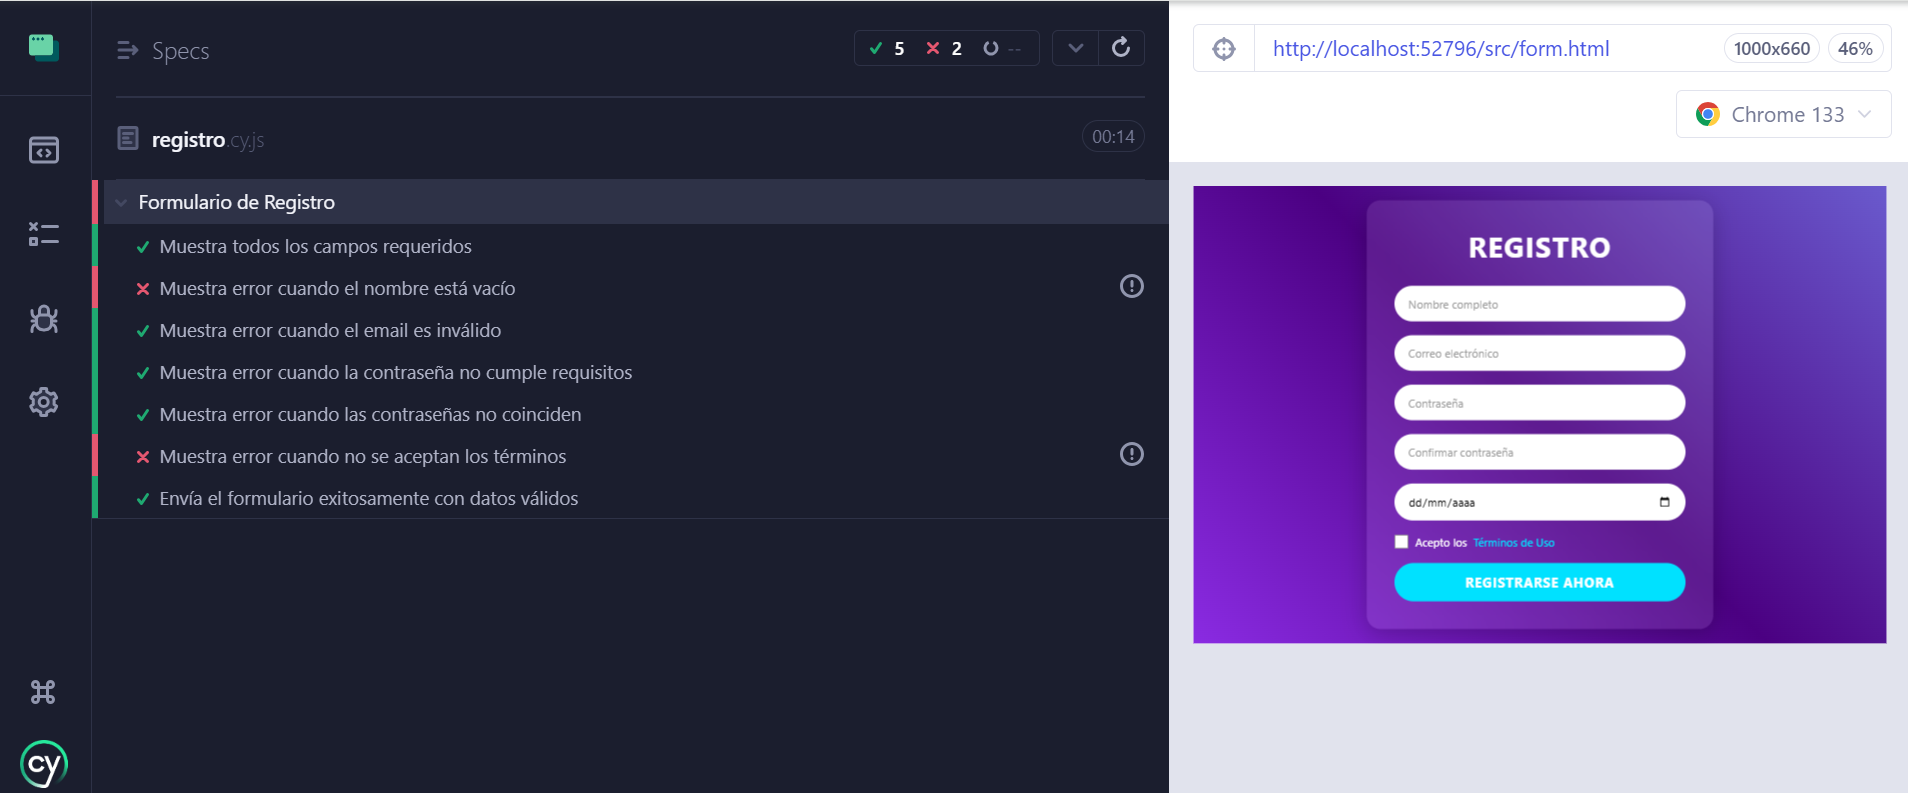 Specs
5 2 --
registro.cy.js
00:14
Formulario de Registro
Muestra todos los campos requeridos
Muestra error cuando el nombre está vacío
Muestra error cuando el email es inválido
Muestra error cuando la contraseña no cumple requisitos
Muestra error cuando las contraseñas no coinciden
Muestra error cuando no se aceptan los términos
Envía el formulario exitosamente con datos válidos
cy
http://localhost:52796/src/form.html
1000x660
46%
Chrome 133
REGISTRO
Nombre completo
Correo electrónico
Contraseña
Confirmar contraseña
dd/mm/aaaa
Acepto los Términos de Uso
REGISTRARSE AHORA